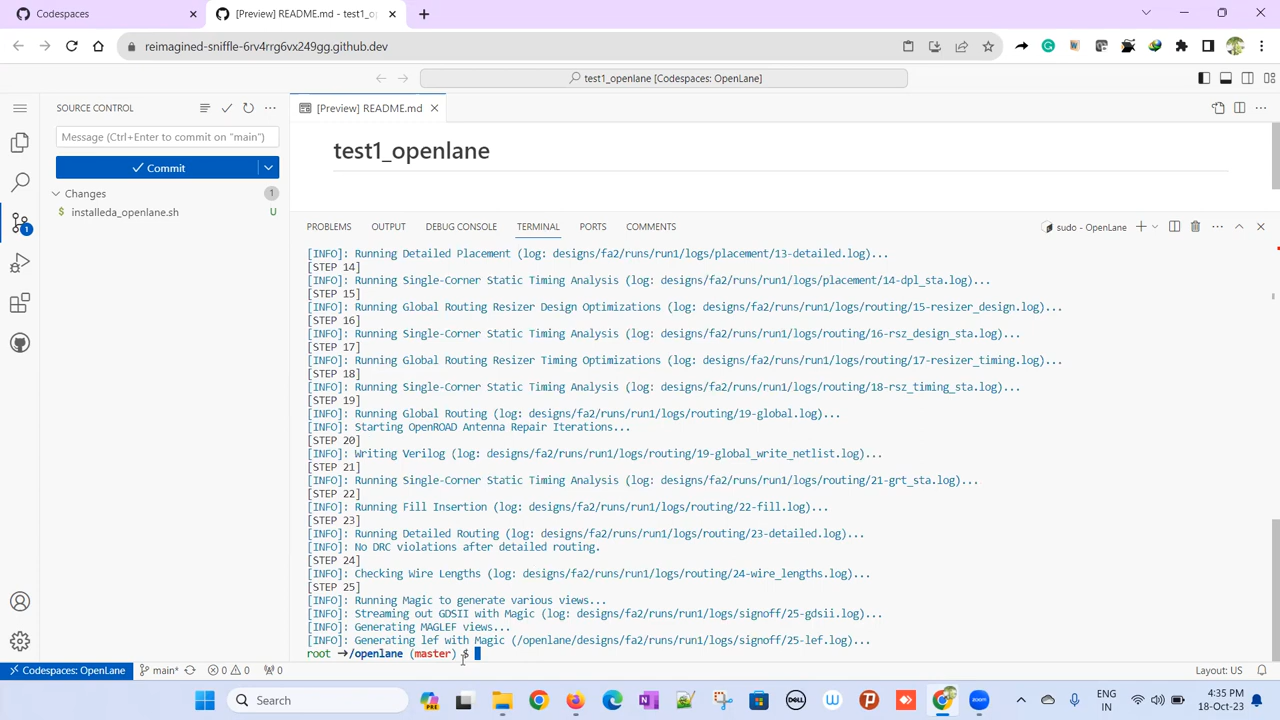 Codespaces
[Preview] README.md - test1_o
reimagined-sniffle-6rv4rrg6vx249gg.github.dev
test1_openlane [Codespaces: OpenLane]
SOURCE CONTROL
[Preview] README.md
Message (Ctrl+Enter to commit on "main")
Commit
Changes
1
installeda_openlane.sh
U
1
test1_openlane
PROBLEMS
OUTPUT
DEBUG CONSOLE
TERMINAL
PORTS
COMMENTS
sudo - OpenLane
[INFO]: Running Detailed Placement (log: designs/fa2/runs/run1/logs/placement/13-detailed.log)...
[STEP 14]
[INFO]: Running Single-Corner Static Timing Analysis (log: designs/fa2/runs/run1/logs/placement/14-dpl_sta.log)...
[STEP 15]
[INFO]: Running Global Routing Resizer Design Optimizations (log: designs/fa2/runs/run1/logs/routing/15-resizer_design.log)...
[STEP 16]
[INFO]: Running Single-Corner Static Timing Analysis (log: designs/fa2/runs/run1/logs/routing/16-rsz_design_sta.log)...
[STEP 17]
[INFO]: Running Global Routing Resizer Timing Optimizations (log: designs/fa2/runs/run1/logs/routing/17-resizer_timing.log)...
[STEP 18]
[INFO]: Running Single-Corner Static Timing Analysis (log: designs/fa2/runs/run1/logs/routing/18-rsz_timing_sta.log)...
[STEP 19]
[INFO]: Running Global Routing (log: designs/fa2/runs/run1/logs/routing/19-global.log)...
[INFO]: Starting OpenROAD Antenna Repair Iterations...
[STEP 20]
[INFO]: Writing Verilog (log: designs/fa2/runs/run1/logs/routing/19-global_write_netlist.log)...
[STEP 21]
[INFO]: Running Single-Corner Static Timing Analysis (log: designs/fa2/runs/run1/logs/routing/21-grt_sta.log)...
[STEP 22]
[INFO]: Running Fill Insertion (log: designs/fa2/runs/run1/logs/routing/22-fill.log)...
[STEP 23]
[INFO]: Running Detailed Routing (log: designs/fa2/runs/run1/logs/routing/23-detailed.log)...
[INFO]: No DRC violations after detailed routing.
[STEP 24]
[INFO]: Checking Wire Lengths (log: designs/fa2/runs/run1/logs/routing/24-wire_lengths.log)...
[STEP 25]
[INFO]: Running Magic to generate various views...
[INFO]: Streaming out GDSII with Magic (log: designs/fa2/runs/run1/logs/signoff/25-gdsii.log)...
[INFO]: Generating MAGLEF views...
[INFO]: Generating lef with Magic (/openlane/designs/fa2/runs/run1/logs/signoff/25-lef.log)...
root ➜/openlane (master) $
Codespaces: OpenLane
main*
0
0
0
Layout: US
Search
ENG
IN
4:35 PM
18-Oct-23